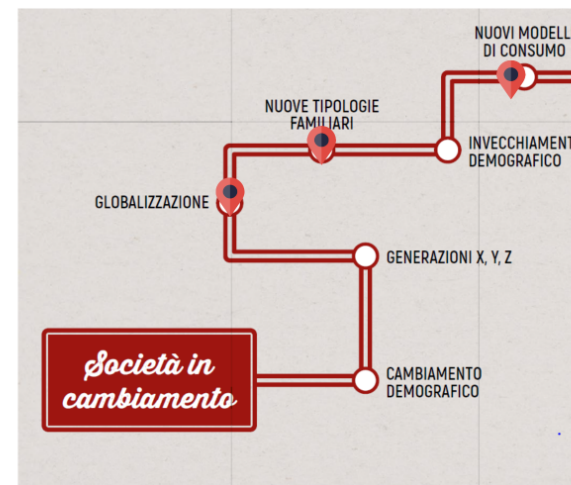 NUOVI MODELL
DI CONSUMO
NUOVE TIPOLOGIE
FAMILIARI
INVECCHIAMENT
DEMOGRAFICO
GLOBALIZZAZIONE
GENERAZIONI X, Y, Z
Società in
cambiamento
CAMBIAMENTO
DEMOGRAFICO